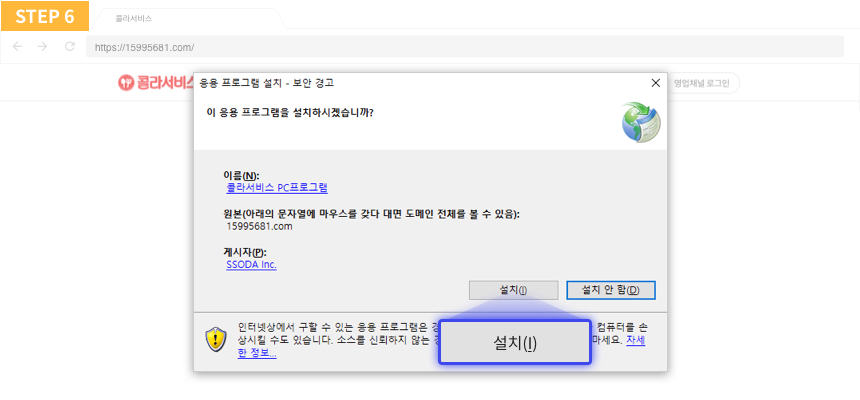 STEP 6
콜라서비스
https://15995681.com/
콜라서비스
영업채널 로그인
응용 프로그램 설치 - 보안 경고
이 응용 프로그램을 설치하시겠습니까?
이름(N):
콜라서비스 PC프로그램
원본(아래의 문자열에 마우스를 갖다 대면 도메인 전체를 볼 수 있음):
15995681.com
게시자(P):
SSODA Inc.
설치(I)
설치 안 함(D)
인터넷상에서 구할 수 있는 응용 프로그램은 컴퓨터를 손
상시킬 수도 있습니다. 소스를 신뢰하지 않는 마세요. 자세
한 정보...
설치(I)